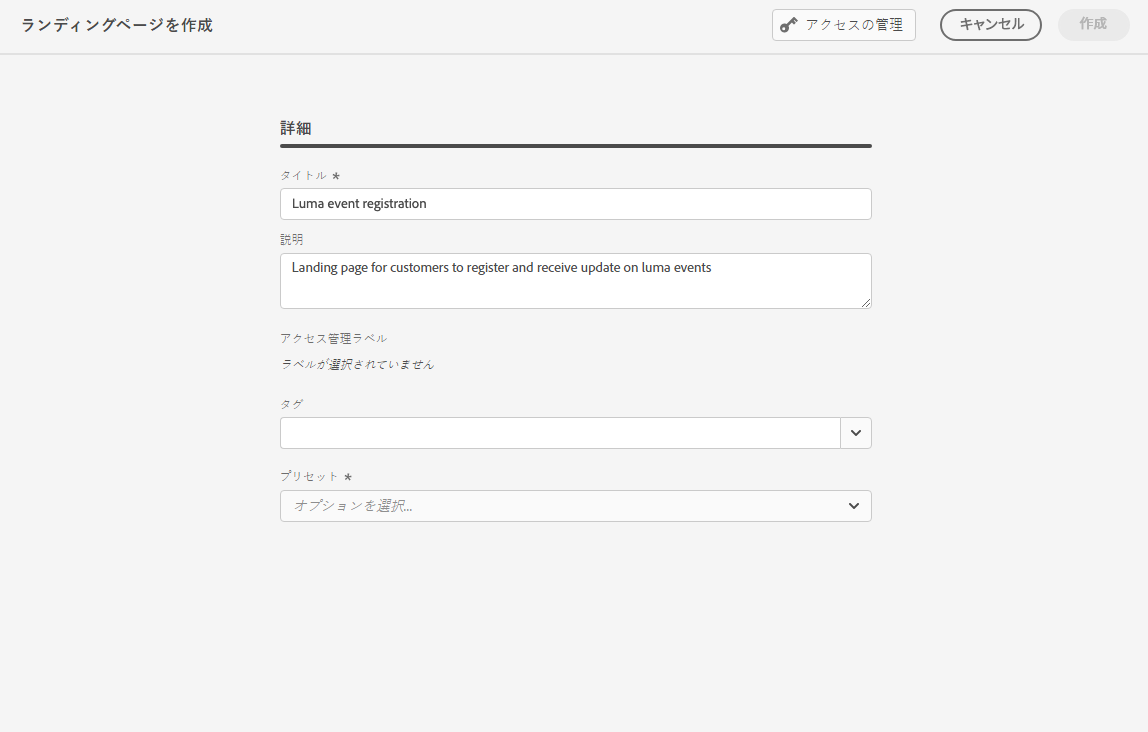 ランディングページを作成
アクセスの管理
キャンセル
作成
詳細
タイトル *
Luma event registration
説明
Landing page for customers to register and receive update on luma events
アクセス管理ラベル
ラベルが選択されていません
タグ
プリセット *
オプションを選択...